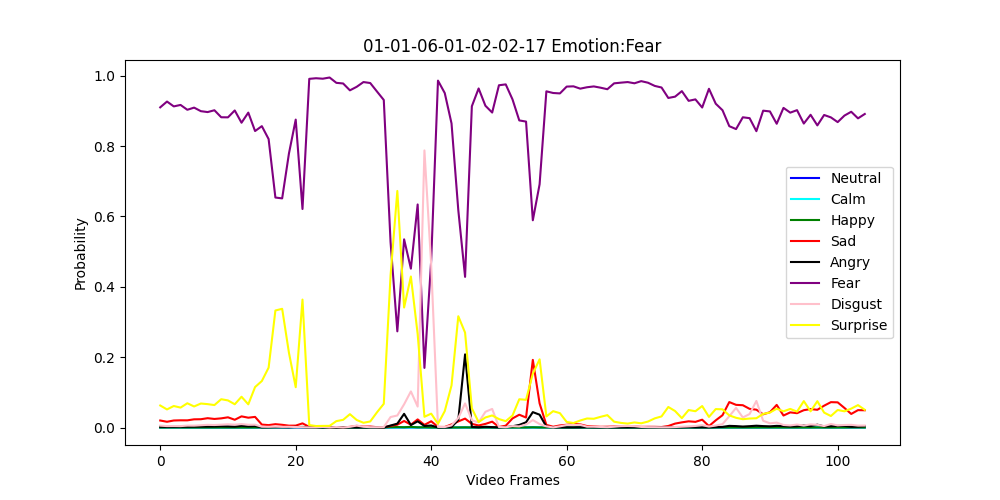 01-01-06-01-02-02-17 Emotion:Fear
Probability
1.0
0.8
0.6
0.4
0.2
0.0
0
20
40
60
80
100
Video Frames
Neutral
Calm
Happy
Sad
Angry
Fear
Disgust
Surprise